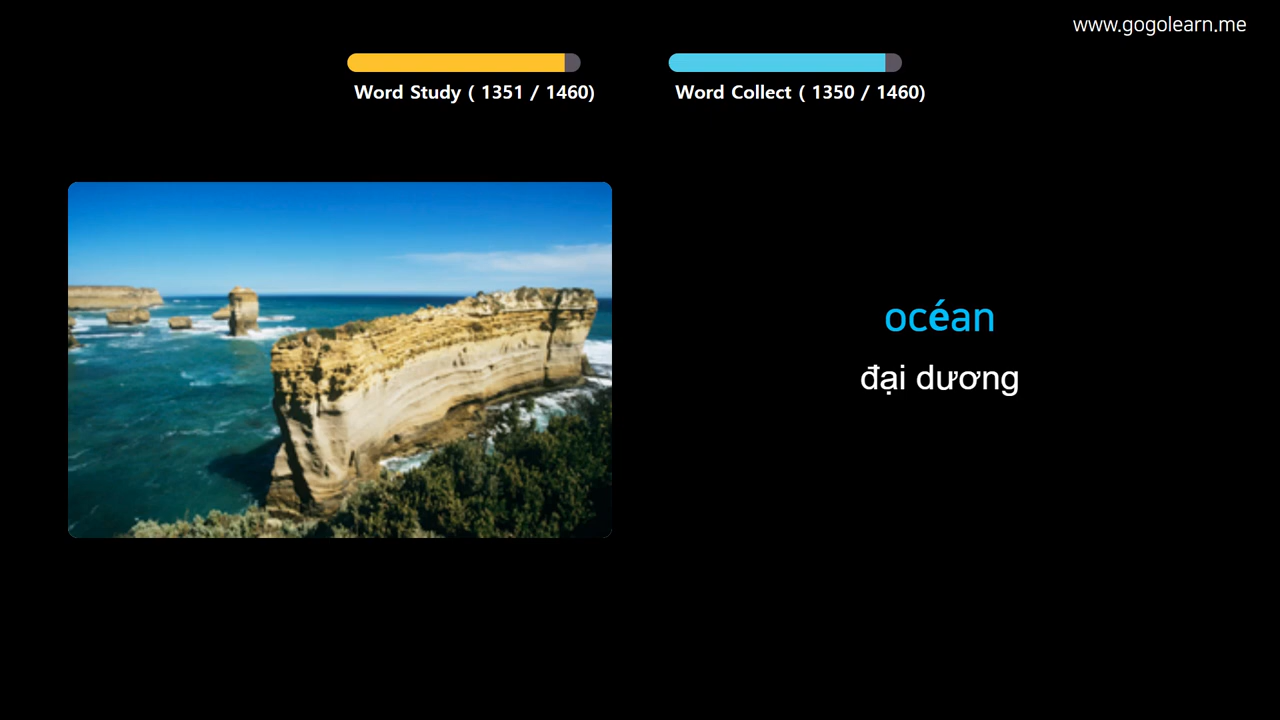 www.gogolearn.me
Word Study ( 1351 / 1460)
Word Collect ( 1350 / 1460)
océan
đại dương